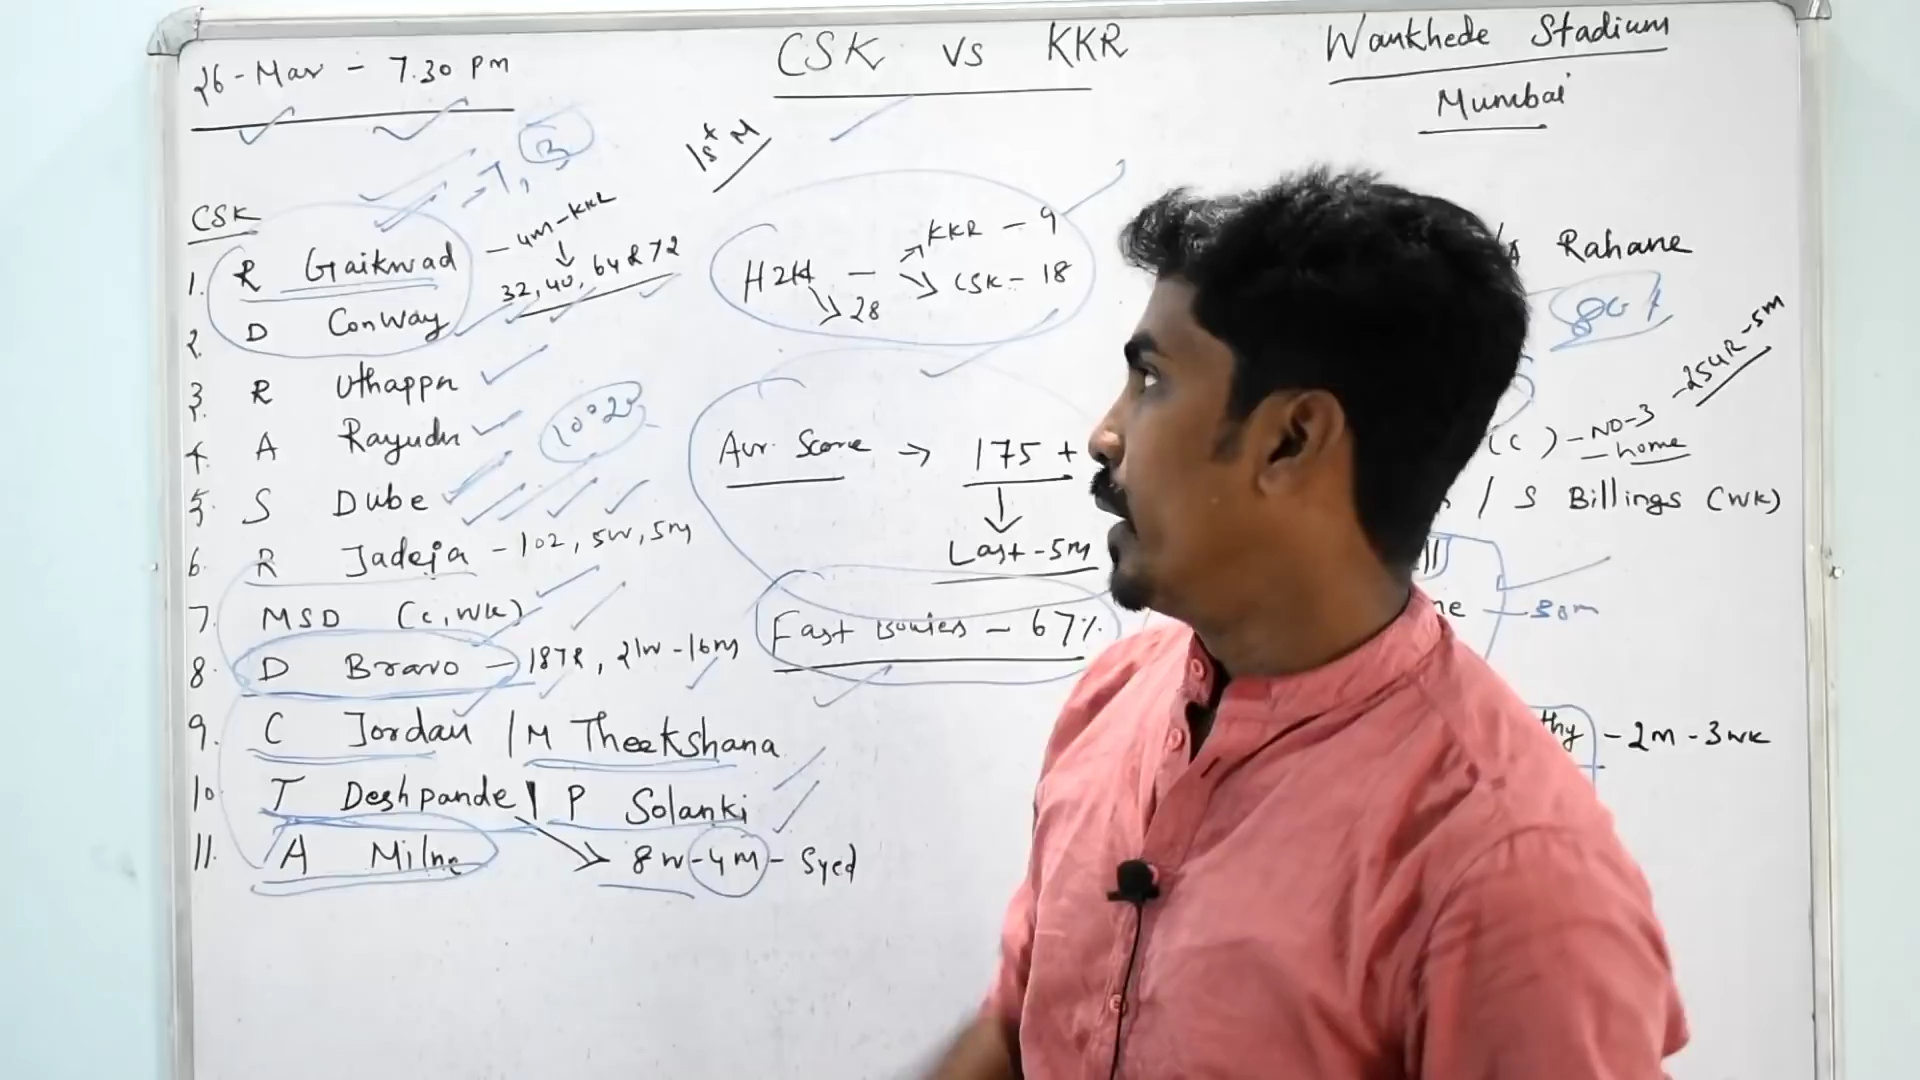 26-Mar - 7.30 pm
CSK vs KKR
Wankhede Stadium
Mumbai
1st M
CSK
1. R Gaikwad - 4m-KKR
32, 40, 64 & 72
2. D Conway
3. R Uthappa
4. A Rayudu
5. S Dube
6. R Jadeja - 102, 5w, 5m
7. MSD (c, wk)
8. D Bravo - 187R, 21w-16m
9. C Jordan / M Theekshana
10. T Deshpande | P Solanki
11. A Milne
8w-4m - Syed
H2H - KKR - 9
CSK - 18
28
Avr. Score → 175 +
Last - 5m
Fast bowlers - 67%
Rahane
-254R-5m
(c) - NO-3
- home
/ S Billings (wk)
- 30m
thy - 2m - 3wk